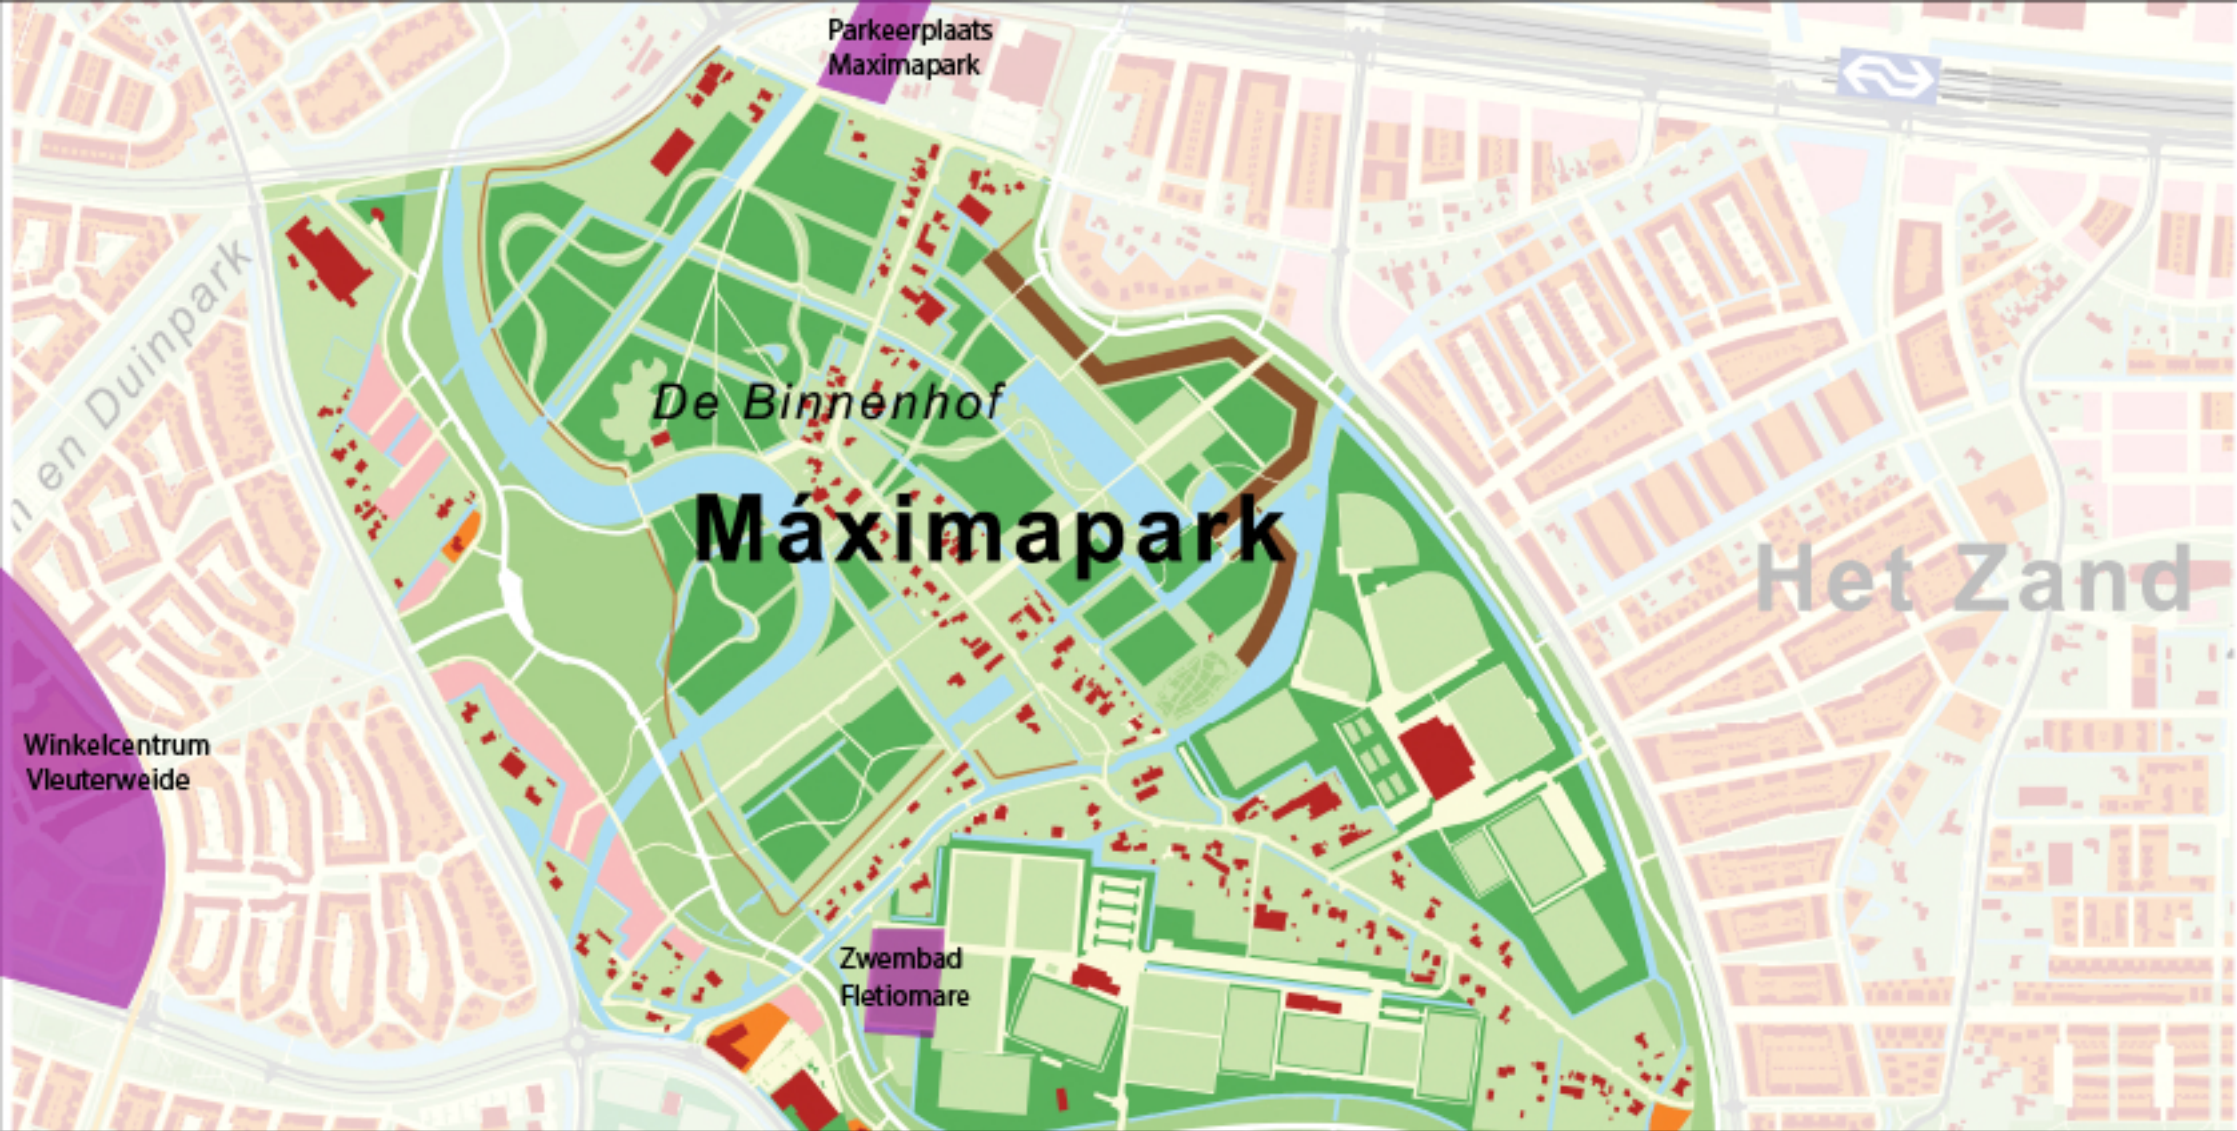 Parkeerplaats
Maximapark
en Duinpark
De Binnenhof
Máximapark
Het Zand
Winkelcentrum
Vleuterweide
Zwembad
Fletiomare